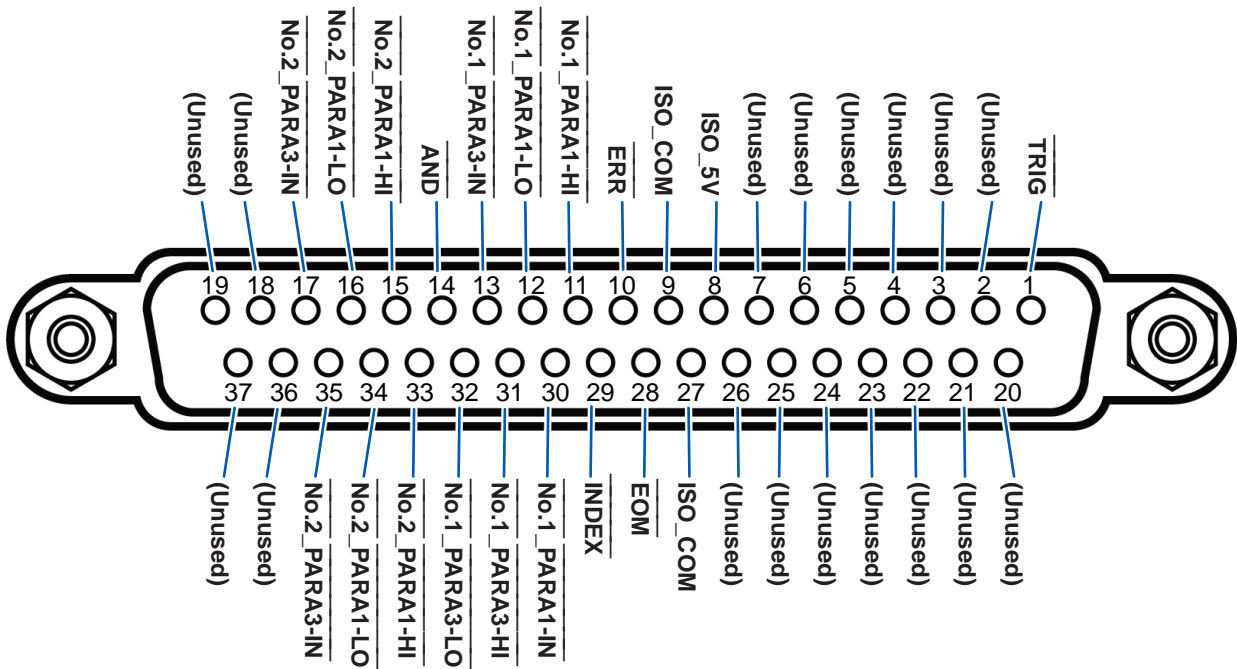 (Unused)
(Unused)
No.2_PARA3-IN
No.2_PARA1-LO
No.2_PARA1-HI
AND
No.1_PARA3-IN
No.1_PARA1-LO
No.1_PARA1-HI
ERR
ISO_COM
ISO_5V
(Unused)
(Unused)
(Unused)
(Unused)
(Unused)
(Unused)
TRIG
19 18 17 16 15 14 13 12 11 10 9 8 7 6 5 4 3 2 1
37 36 35 34 33 32 31 30 29 28 27 26 25 24 23 22 21 20
(Unused)
(Unused)
No.2_PARA3-IN
No.2_PARA1-LO
No.2_PARA1-HI
No.1_PARA3-LO
No.1_PARA3-HI
No.1_PARA1-IN
INDEX
EOM
ISO_COM
(Unused)
(Unused)
(Unused)
(Unused)
(Unused)
(Unused)
(Unused)